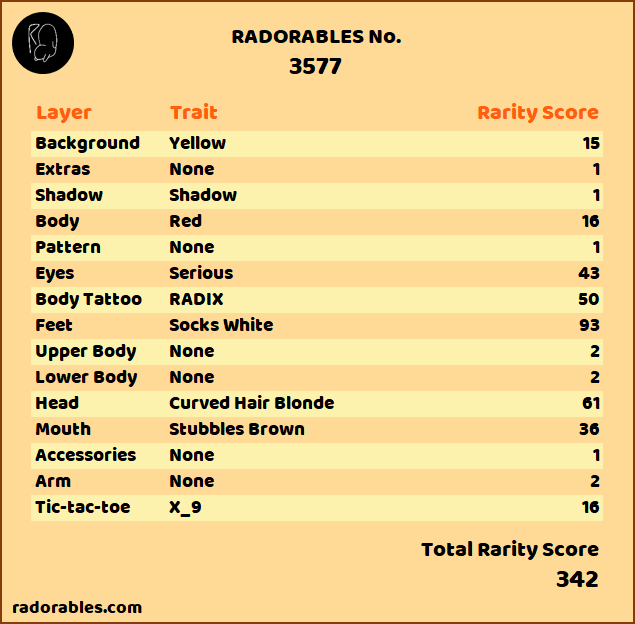 RADORABLES No.
3577
Layer Trait Rarity Score
Background Yellow 15
Extras None 1
Shadow Shadow 1
Body Red 16
Pattern None 1
Eyes Serious 43
Body Tattoo RADIX 50
Feet Socks White 93
Upper Body None 2
Lower Body None 2
Head Curved Hair Blonde 61
Mouth Stubbles Brown 36
Accessories None 1
Arm None 2
Tic-tac-toe X_9 16
Total Rarity Score
342
radorables.com